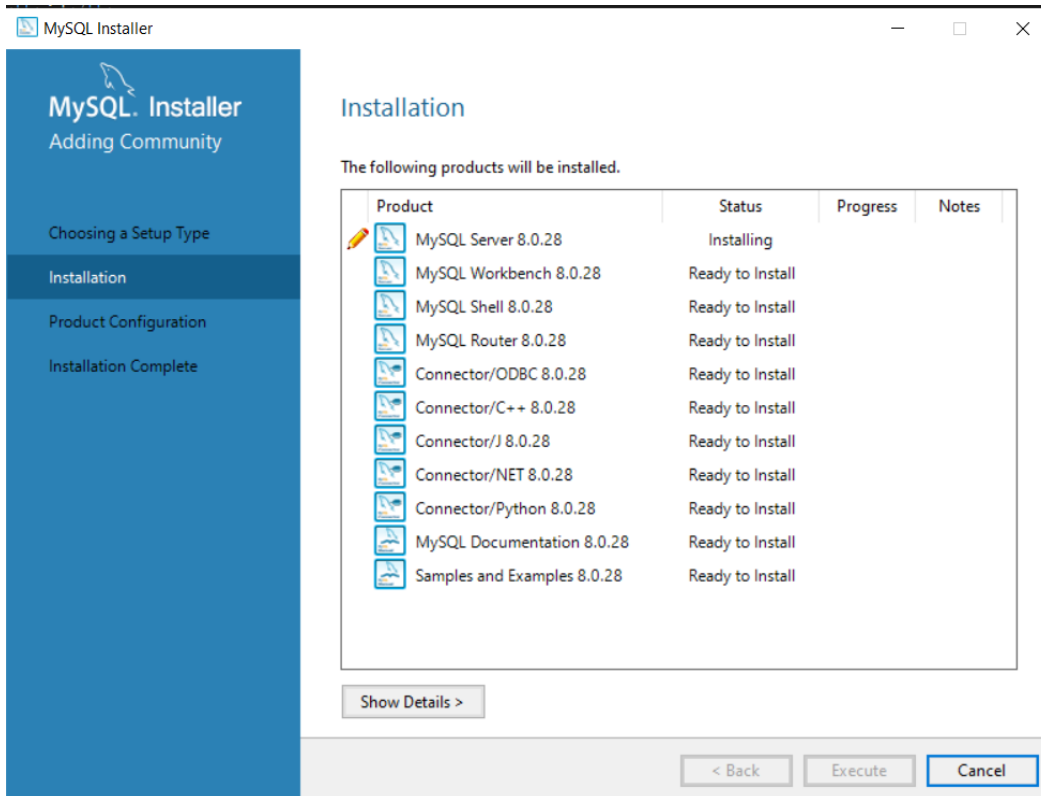 MySQL Installer
MySQL. Installer
Adding Community
Choosing a Setup Type
Installation
Product Configuration
Installation Complete
Installation
The following products will be installed.
Product Status Progress Notes
MySQL Server 8.0.28 Installing
MySQL Workbench 8.0.28 Ready to Install
MySQL Shell 8.0.28 Ready to Install
MySQL Router 8.0.28 Ready to Install
Connector/ODBC 8.0.28 Ready to Install
Connector/C++ 8.0.28 Ready to Install
Connector/J 8.0.28 Ready to Install
Connector/NET 8.0.28 Ready to Install
Connector/Python 8.0.28 Ready to Install
MySQL Documentation 8.0.28 Ready to Install
Samples and Examples 8.0.28 Ready to Install
Show Details >
< Back Execute Cancel